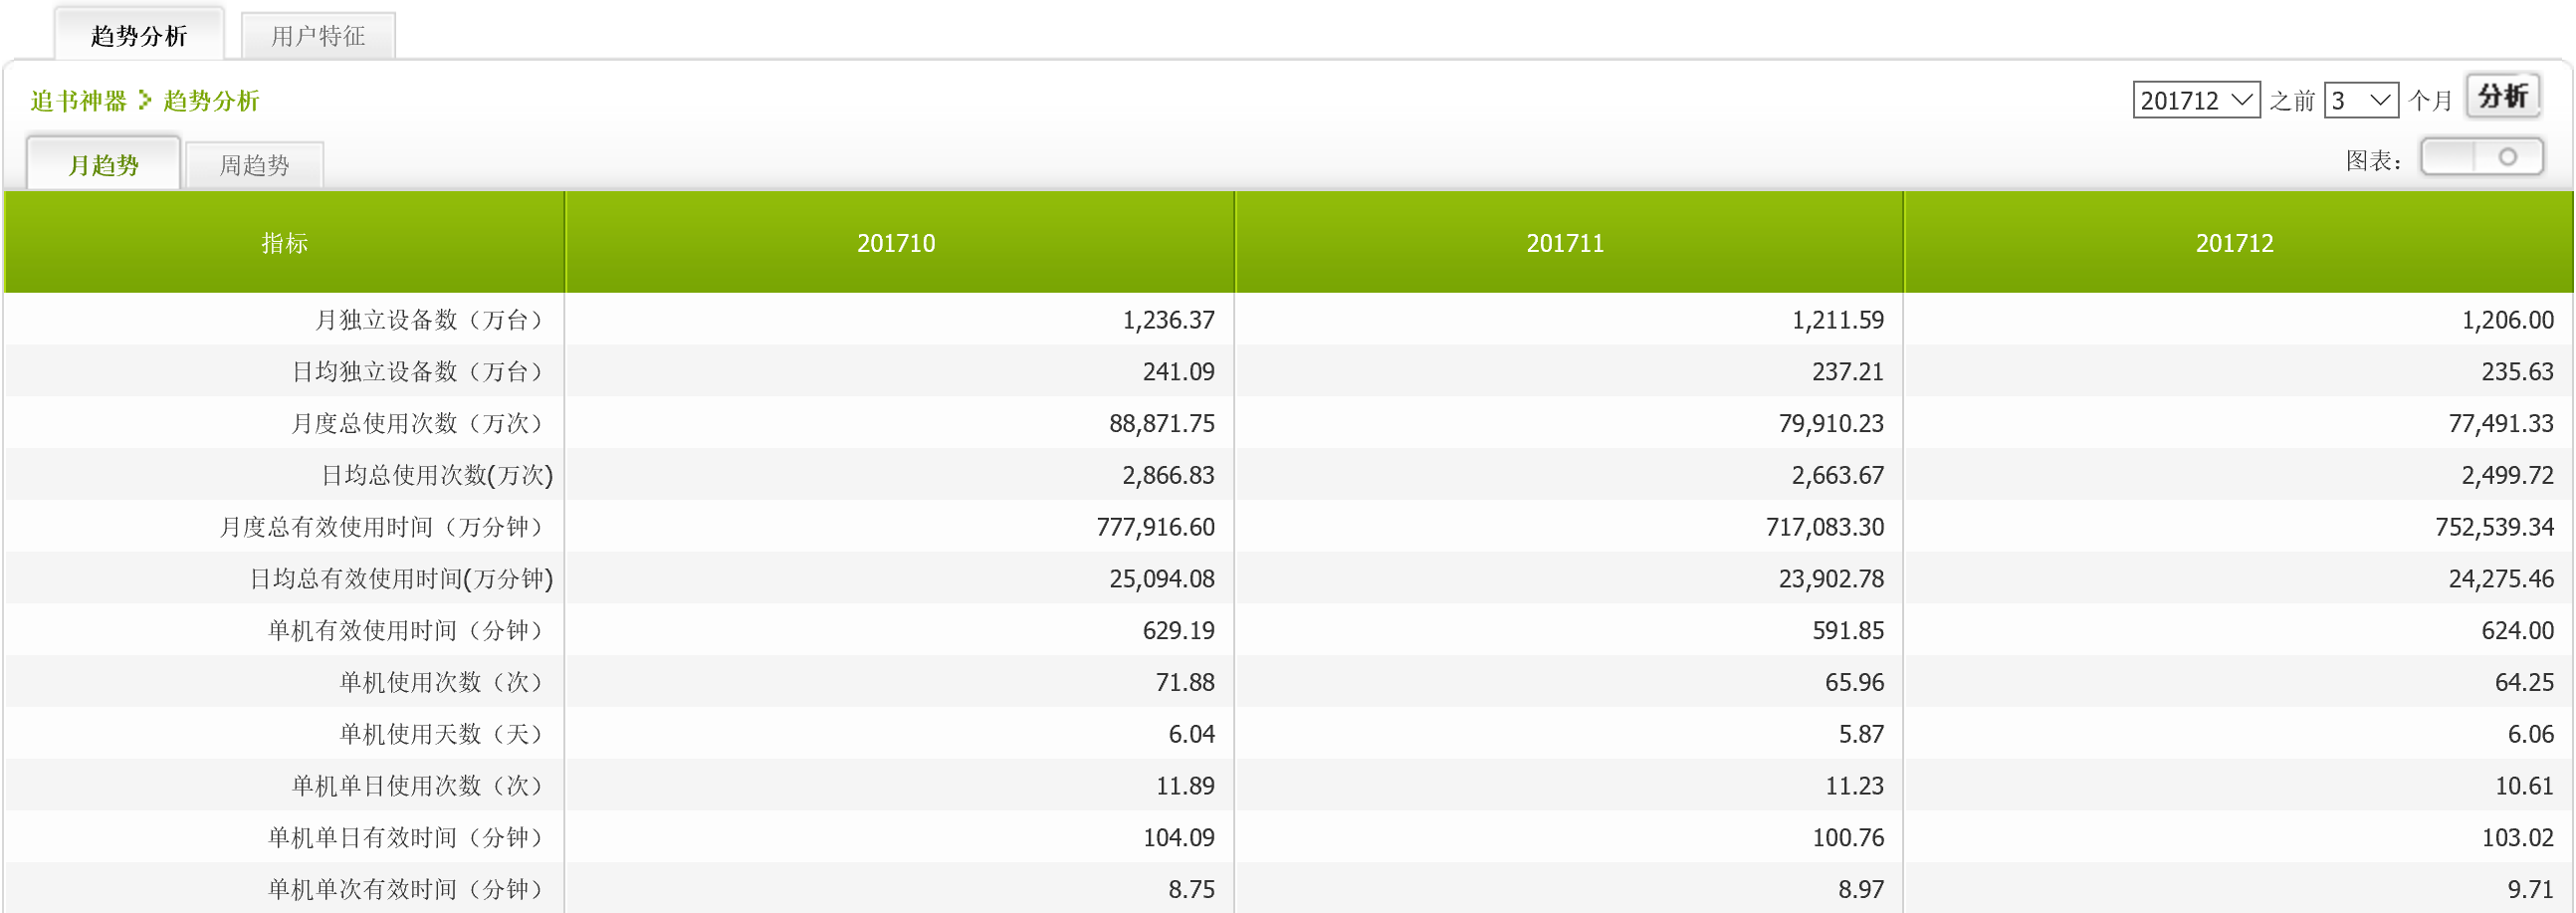 趋势分析 用户特征
追书神器 > 趋势分析 201712 之前 3 个月 分析
月趋势 周趋势 图表：
指标 201710 201711 201712
月独立设备数（万台） 1,236.37 1,211.59 1,206.00
日均独立设备数（万台） 241.09 237.21 235.63
月度总使用次数（万次） 88,871.75 79,910.23 77,491.33
日均总使用次数(万次) 2,866.83 2,663.67 2,499.72
月度总有效使用时间（万分钟） 777,916.60 717,083.30 752,539.34
日均总有效使用时间(万分钟) 25,094.08 23,902.78 24,275.46
单机有效使用时间（分钟） 629.19 591.85 624.00
单机使用次数（次） 71.88 65.96 64.25
单机使用天数（天） 6.04 5.87 6.06
单机单日使用次数（次） 11.89 11.23 10.61
单机单日有效时间（分钟） 104.09 100.76 103.02
单机单次有效时间（分钟） 8.75 8.97 9.71